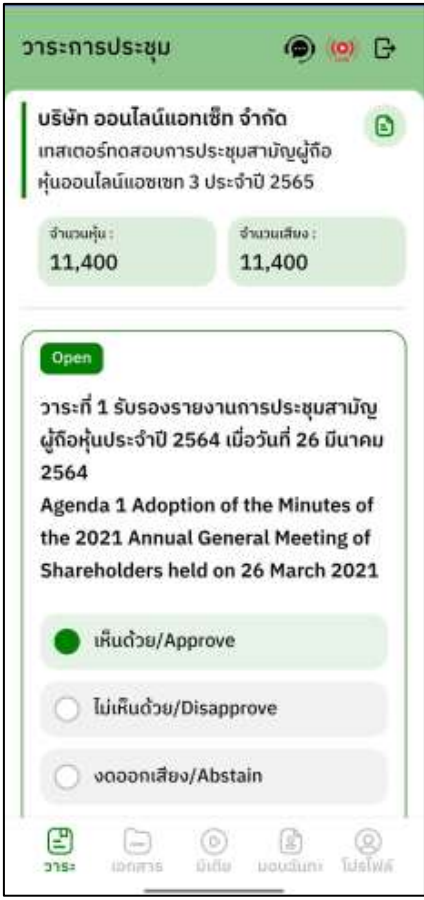 วาระการประชุม
บริษัท ออนไลน์แอทเซ็ท จำกัด
เทสเตอร์ทดสอบการประชุมสามัญผู้ถือ
หุ้นออนไลน์แอซเซท 3 ประจำปี 2565
จำนวนหุ้น :
จำนวนเสียง :
11,400
11,400
Open
วาระที่ 1 รับรองรายงานการประชุมสามัญ
ผู้ถือหุ้นประจำปี 2564 เมื่อวันที่ 26 มีนาคม
2564
Agenda 1 Adoption of the Minutes of
the 2021 Annual General Meeting of
Shareholders held on 26 March 2021
เห็นด้วย/Approve
ไม่เห็นด้วย/Disapprove
งดออกเสียง/Abstain
วาระ
เอกสาร
มีเดีย
มอบฉันทะ
โปรไฟล์